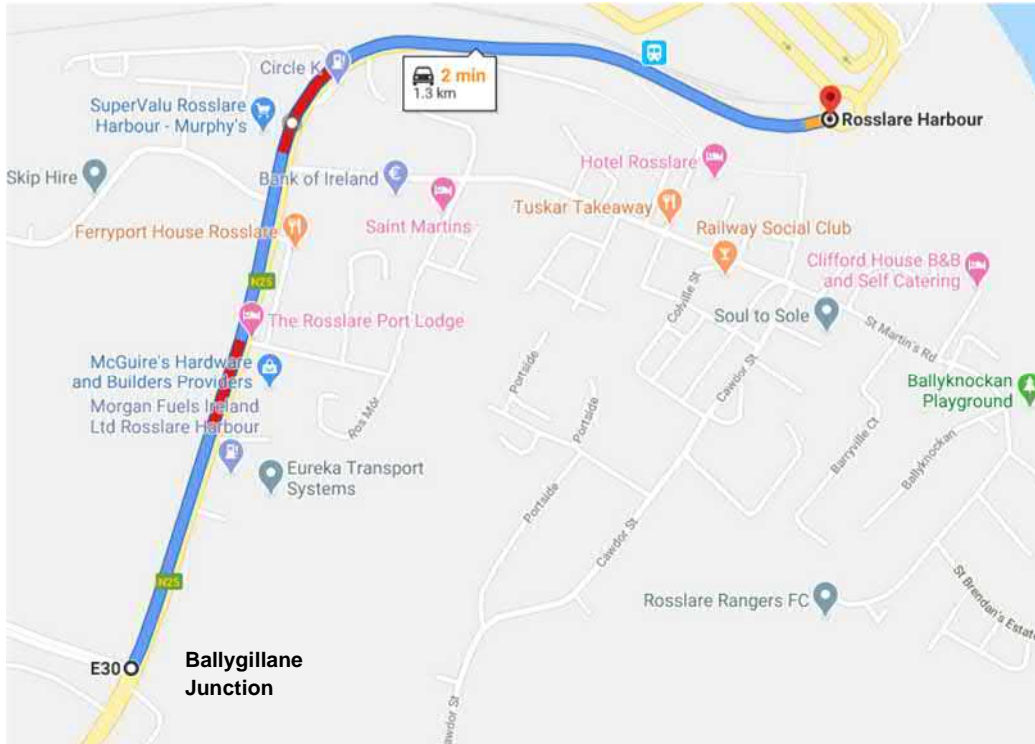 Circle K
2 min
1.3 km
SuperValu Rosslare
Harbour - Murphy's
Rosslare Harbour
Skip Hire
Bank of Ireland
Hotel Rosslare
Saint Martins
Tuskar Takeaway
Ferryport House Rosslare
Railway Social Club
Clifford House B&B
and Self Catering
N25
Colville St
The Rosslare Port Lodge
Soul to Sole
St Martin's Rd
McGuire's Hardware
and Builders Providers
Portside
Cawdor St
Ballyknockan
Playground
Morgan Fuels Ireland
Ltd Rosslare Harbour
Ros Mór
Portside
Barryville Ct
Ballyknockan
Eureka Transport
Systems
Portside
Cawdor St
N25
Rosslare Rangers FC
St Brendan's Estate
E30
Ballygillane
Junction
Cawdor St